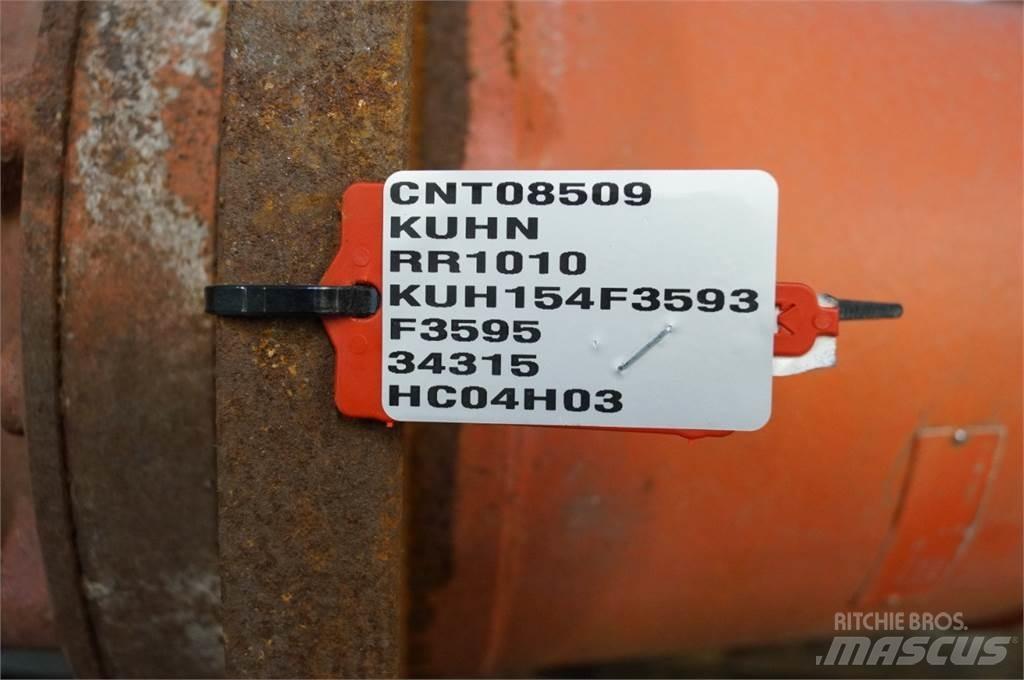 CNT08509
KUHN
RR1010
KUH154F3593
F3595
34315
HC04H03
K
RITCHIE BROS.
MASCUS